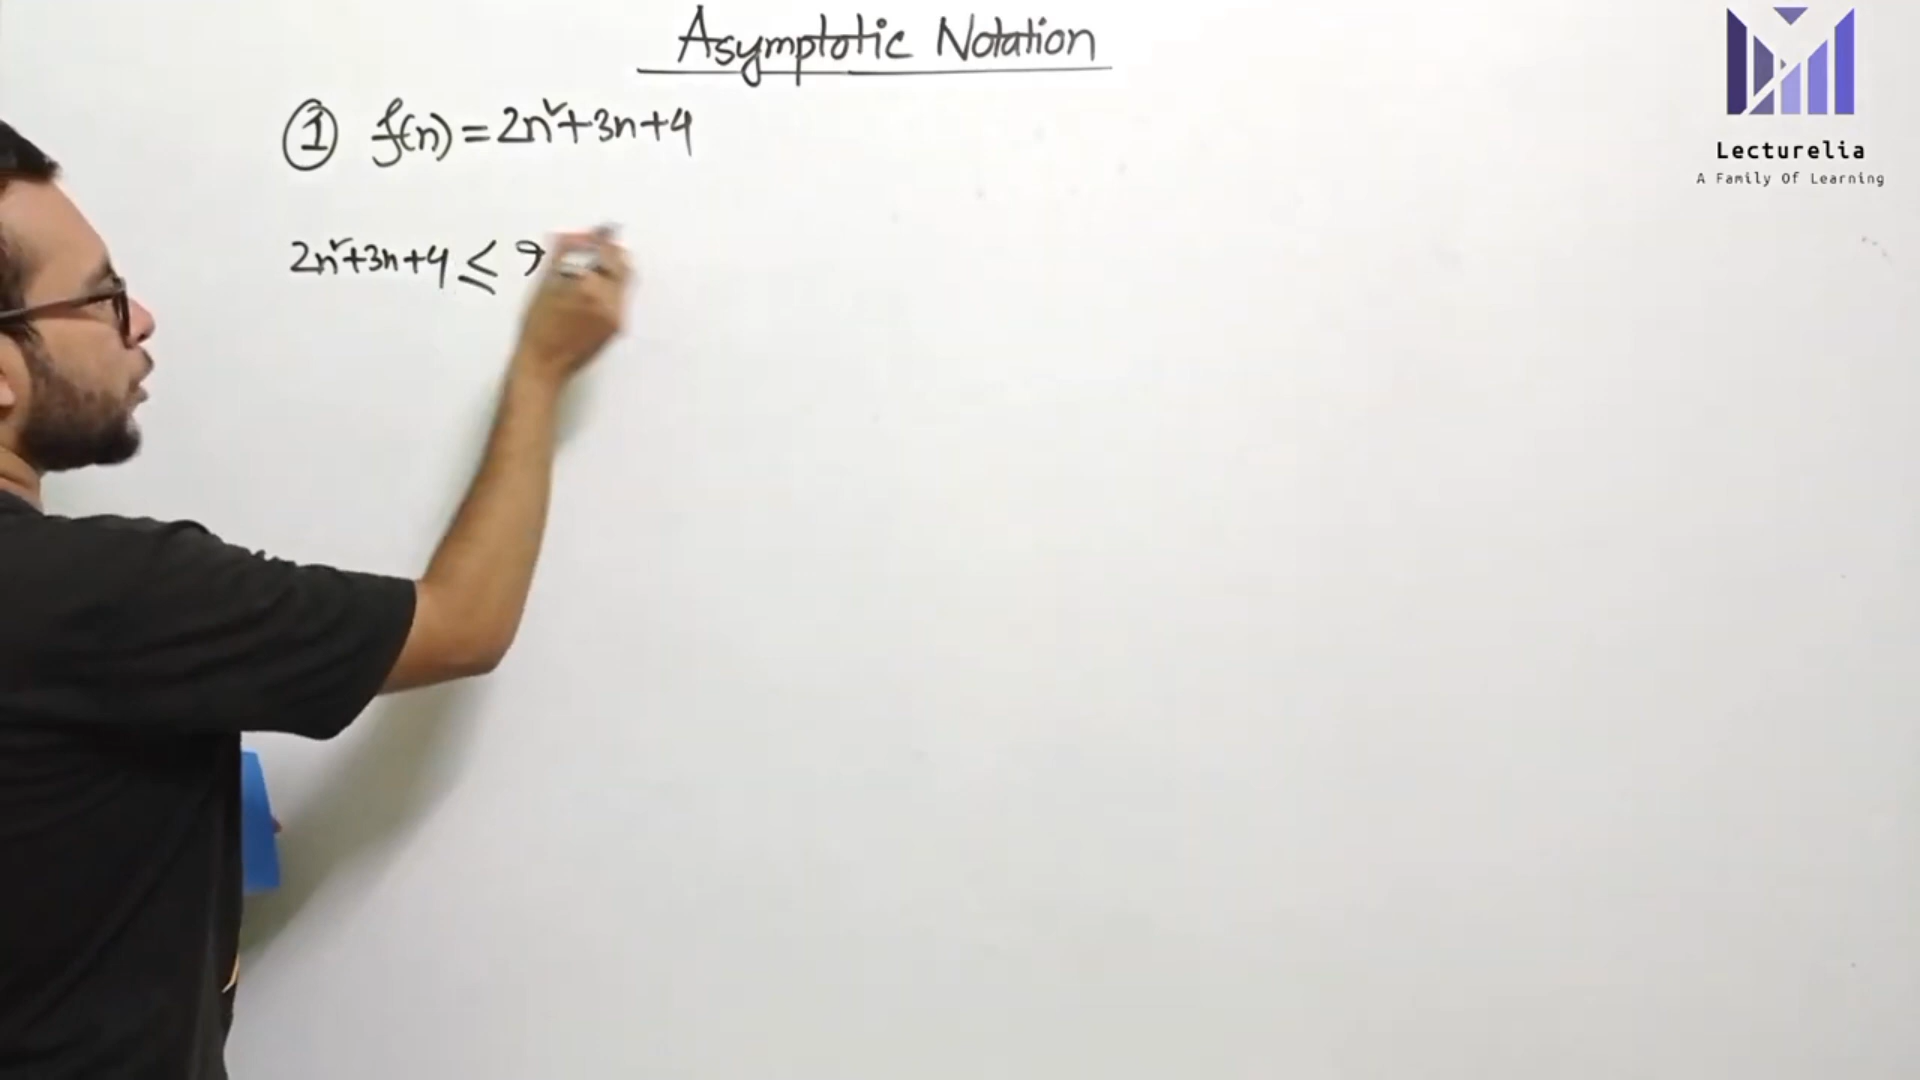 Asymptotic Notation
① f(n) = 2n²+3n+4
2n²+3n+4 ≤ 9
Lecturelia
A Family Of Learning